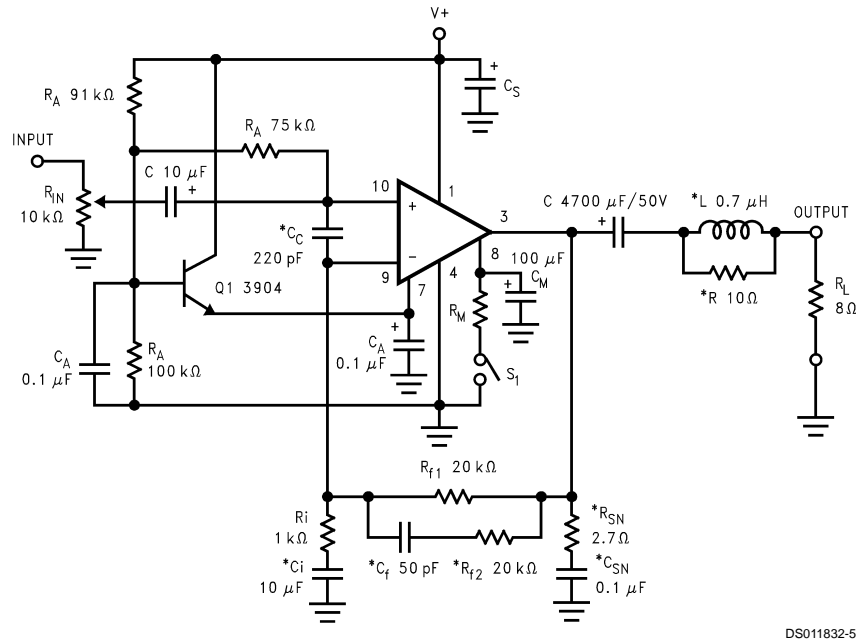 V+
+
C_S
R_A 91 kΩ
R_A 75 kΩ
INPUT
C 10 μF
+
R_IN
10 kΩ
10
+
1
*C_C
220 pF
−
9
3
8
4
7
C 4700 μF/50V
+
*L 0.7 μH
OUTPUT
*R 10Ω
R_L
8Ω
100 μF
+
C_M
R_M
Q1 3904
+
C_A
0.1 μF
R_A
100 kΩ
C_A
0.1 μF
S_1
R_f1 20 kΩ
Ri
1 kΩ
*Ci
10 μF
*C_f 50 pF
*R_f2 20 kΩ
*R_SN
2.7Ω
*C_SN
0.1 μF
DS011832-5